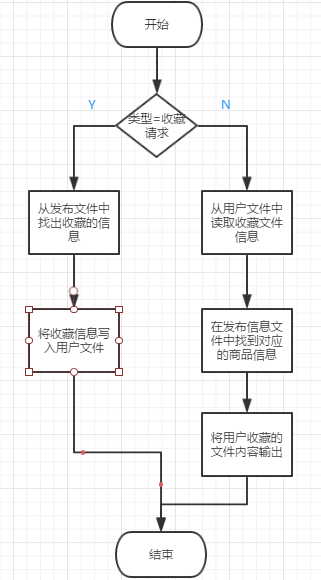 开始
Y
N
类型=收藏
请求
从发布文件中
找出收藏的信
息
从用户文件中
读取收藏文件
信息
将收藏信息写
入用户文件
在发布信息文
件中找到对应
的商品信息
将用户收藏的
文件内容输出
结束